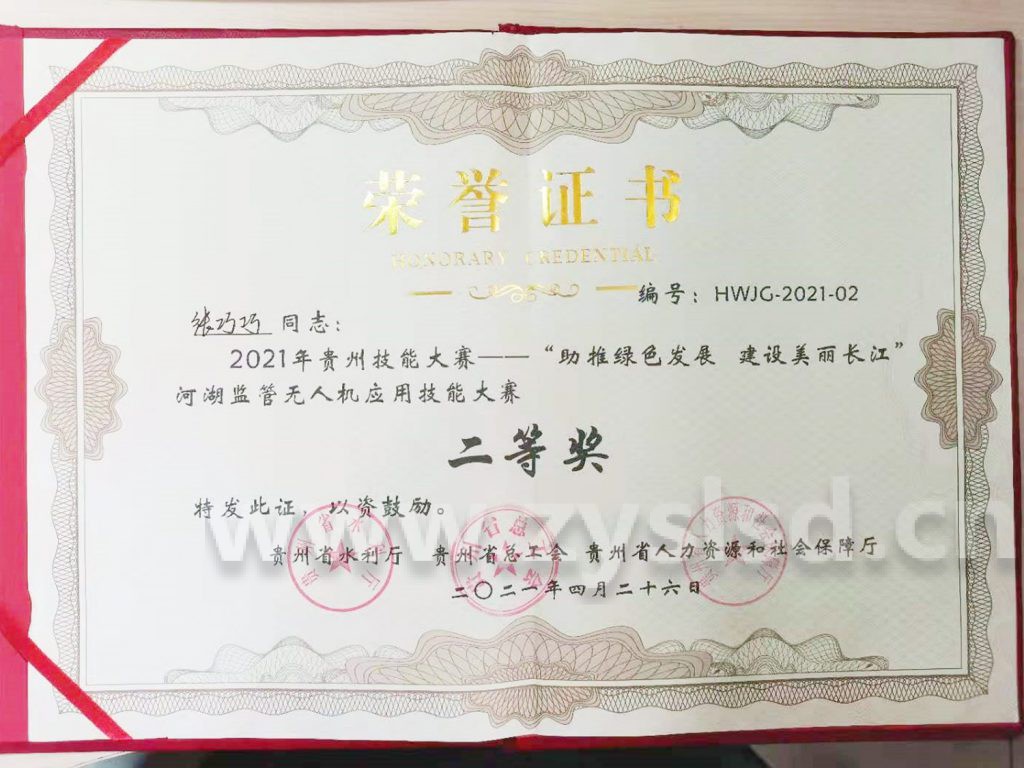 荣誉证书
HONORARY CREDENTIAL
编号：HWJG-2021-02
张巧巧 同志：
2021年贵州技能大赛——“助推绿色发展 建设美丽长江”
河湖监管无人机应用技能大赛
二等奖
特发此证，以资鼓励。
贵州省水利厅 贵州省总工会 贵州省人力资源和社会保障厅
二〇二一年四月二十六日
www.zyslsd.cn